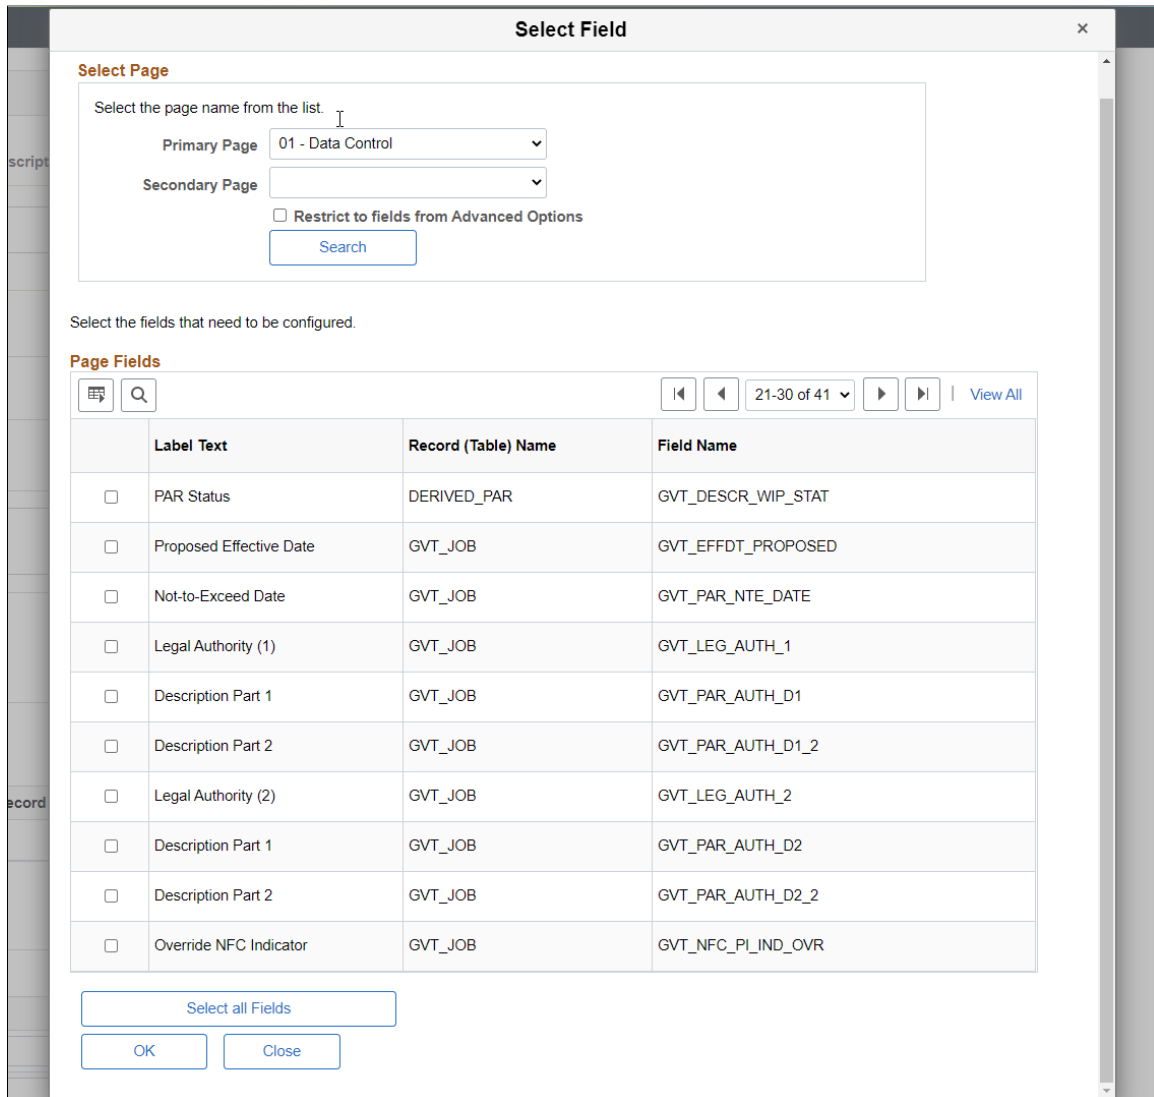 Select Field
×
Select Page
Select the page name from the list.
Primary Page 01 - Data Control
Secondary Page
Restrict to fields from Advanced Options
Search
script
Select the fields that need to be configured.
Page Fields
21-30 of 41 | View All
Label Text Record (Table) Name Field Name
PAR Status DERIVED_PAR GVT_DESCR_WIP_STAT
Proposed Effective Date GVT_JOB GVT_EFFDT_PROPOSED
Not-to-Exceed Date GVT_JOB GVT_PAR_NTE_DATE
Legal Authority (1) GVT_JOB GVT_LEG_AUTH_1
Description Part 1 GVT_JOB GVT_PAR_AUTH_D1
Description Part 2 GVT_JOB GVT_PAR_AUTH_D1_2
Legal Authority (2) GVT_JOB GVT_LEG_AUTH_2
ecord
Description Part 1 GVT_JOB GVT_PAR_AUTH_D2
Description Part 2 GVT_JOB GVT_PAR_AUTH_D2_2
Override NFC Indicator GVT_JOB GVT_NFC_PI_IND_OVR
Select all Fields
OK Close